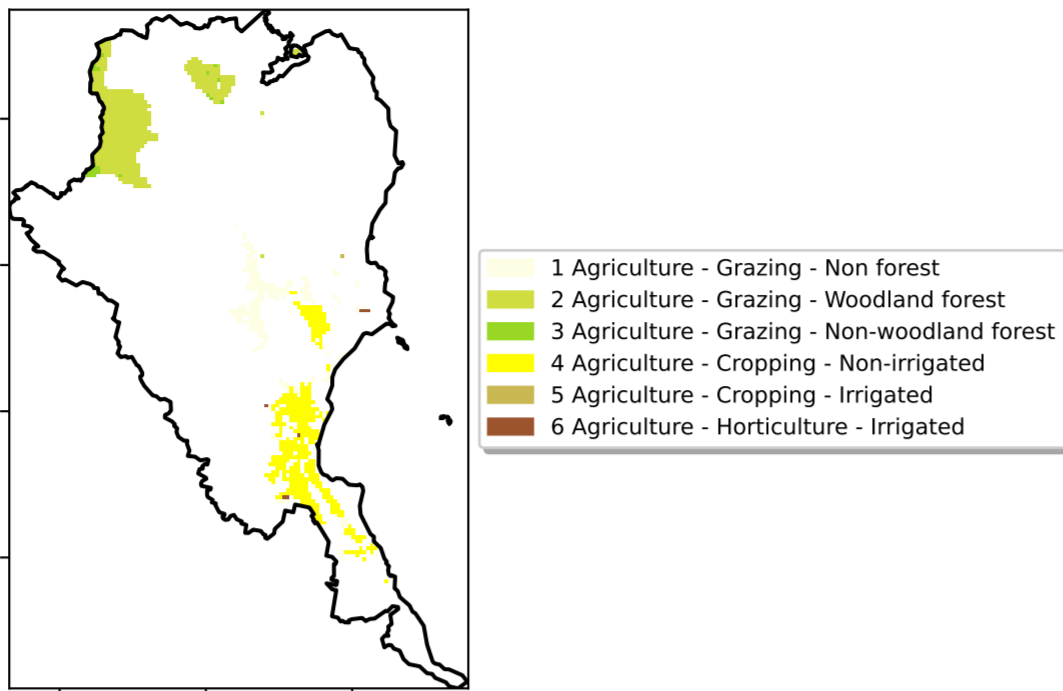 1 Agriculture - Grazing - Non forest
2 Agriculture - Grazing - Woodland forest
3 Agriculture - Grazing - Non-woodland forest
4 Agriculture - Cropping - Non-irrigated
5 Agriculture - Cropping - Irrigated
6 Agriculture - Horticulture - Irrigated